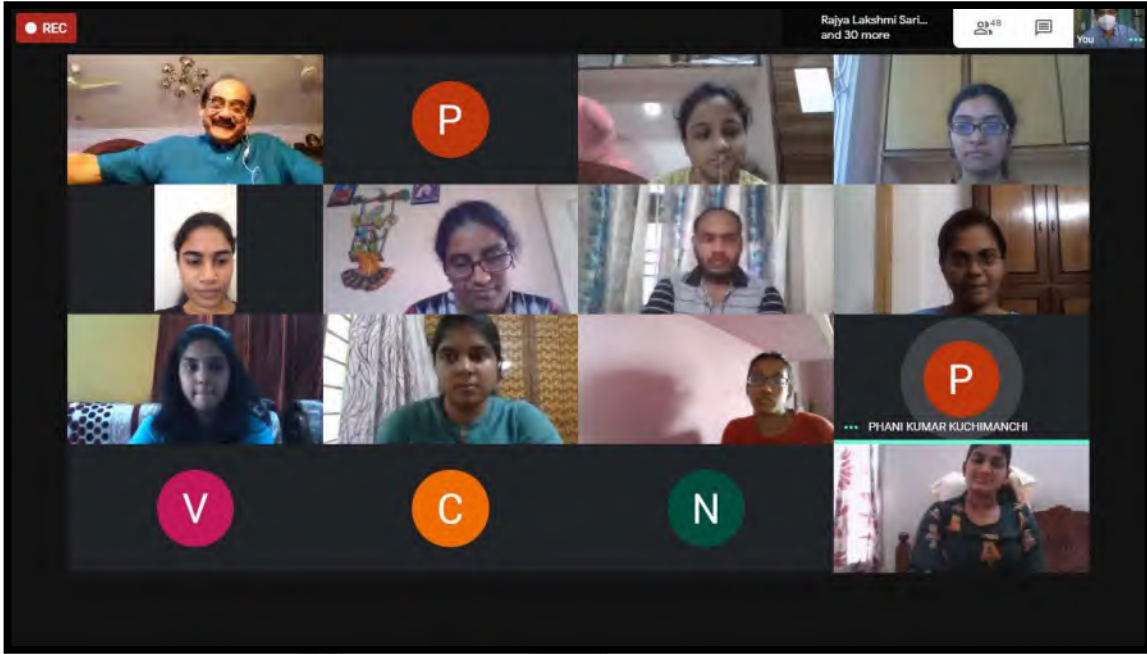 REC
Rajya Lakshmi Sari...
and 30 more
48
You
P
P
PHANI KUMAR KUCHIMANCHI
V
C
N